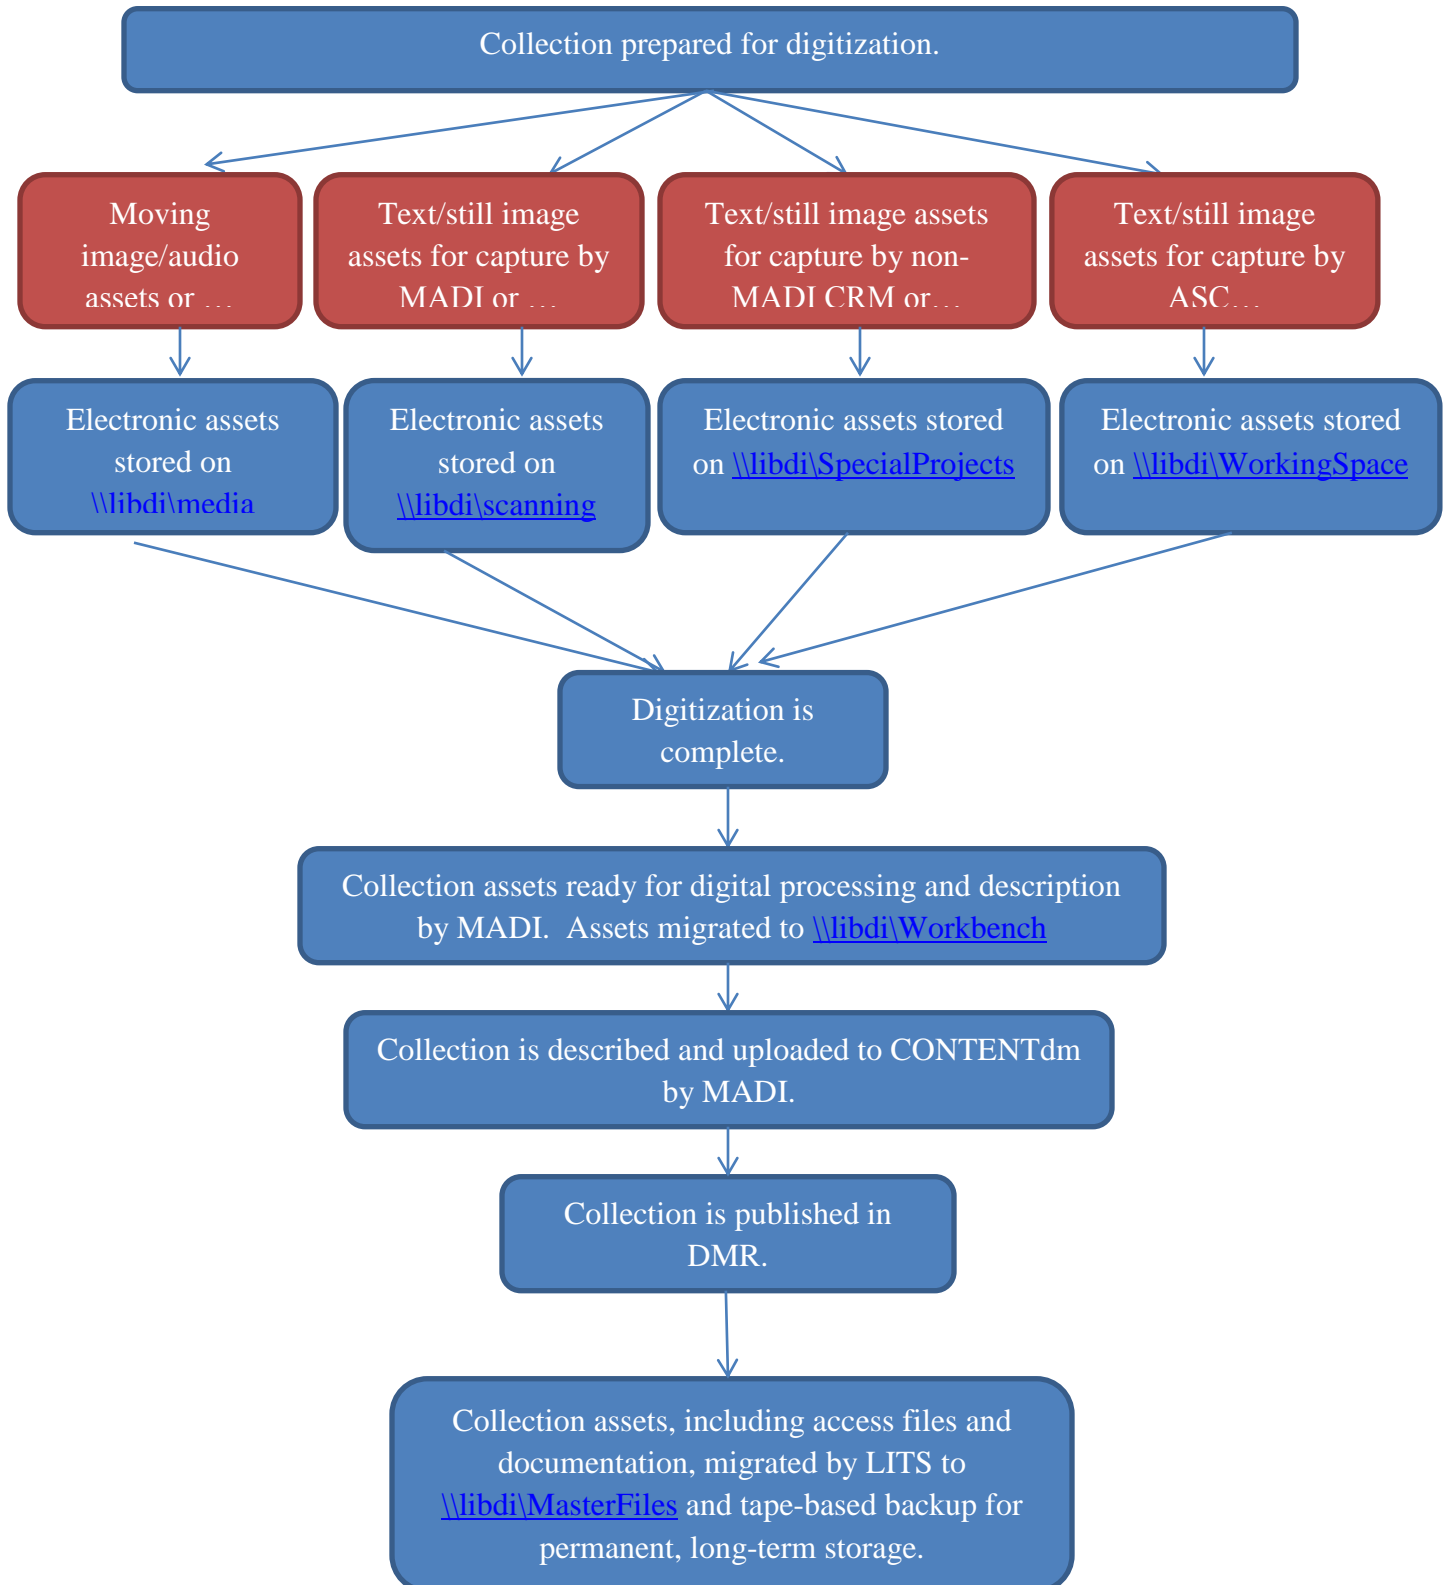 Collection prepared for digitization.
Moving
image/audio
assets or …
Text/still image
assets for capture by
MADI or …
Text/still image assets
for capture by non-
MADI CRM or…
Text/still image
assets for capture by
ASC…
Electronic assets
stored on
\\libdi\media
Electronic assets
stored on
\\libdi\scanning
Electronic assets stored
on \\libdi\SpecialProjects
Electronic assets stored
on \\libdi\WorkingSpace
Digitization is
complete.
Collection assets ready for digital processing and description
by MADI.  Assets migrated to \\libdi\Workbench
Collection is described and uploaded to CONTENTdm
by MADI.
Collection is published in
DMR.
Collection assets, including access files and
documentation, migrated by LITS to
\\libdi\MasterFiles and tape-based backup for
permanent, long-term storage.